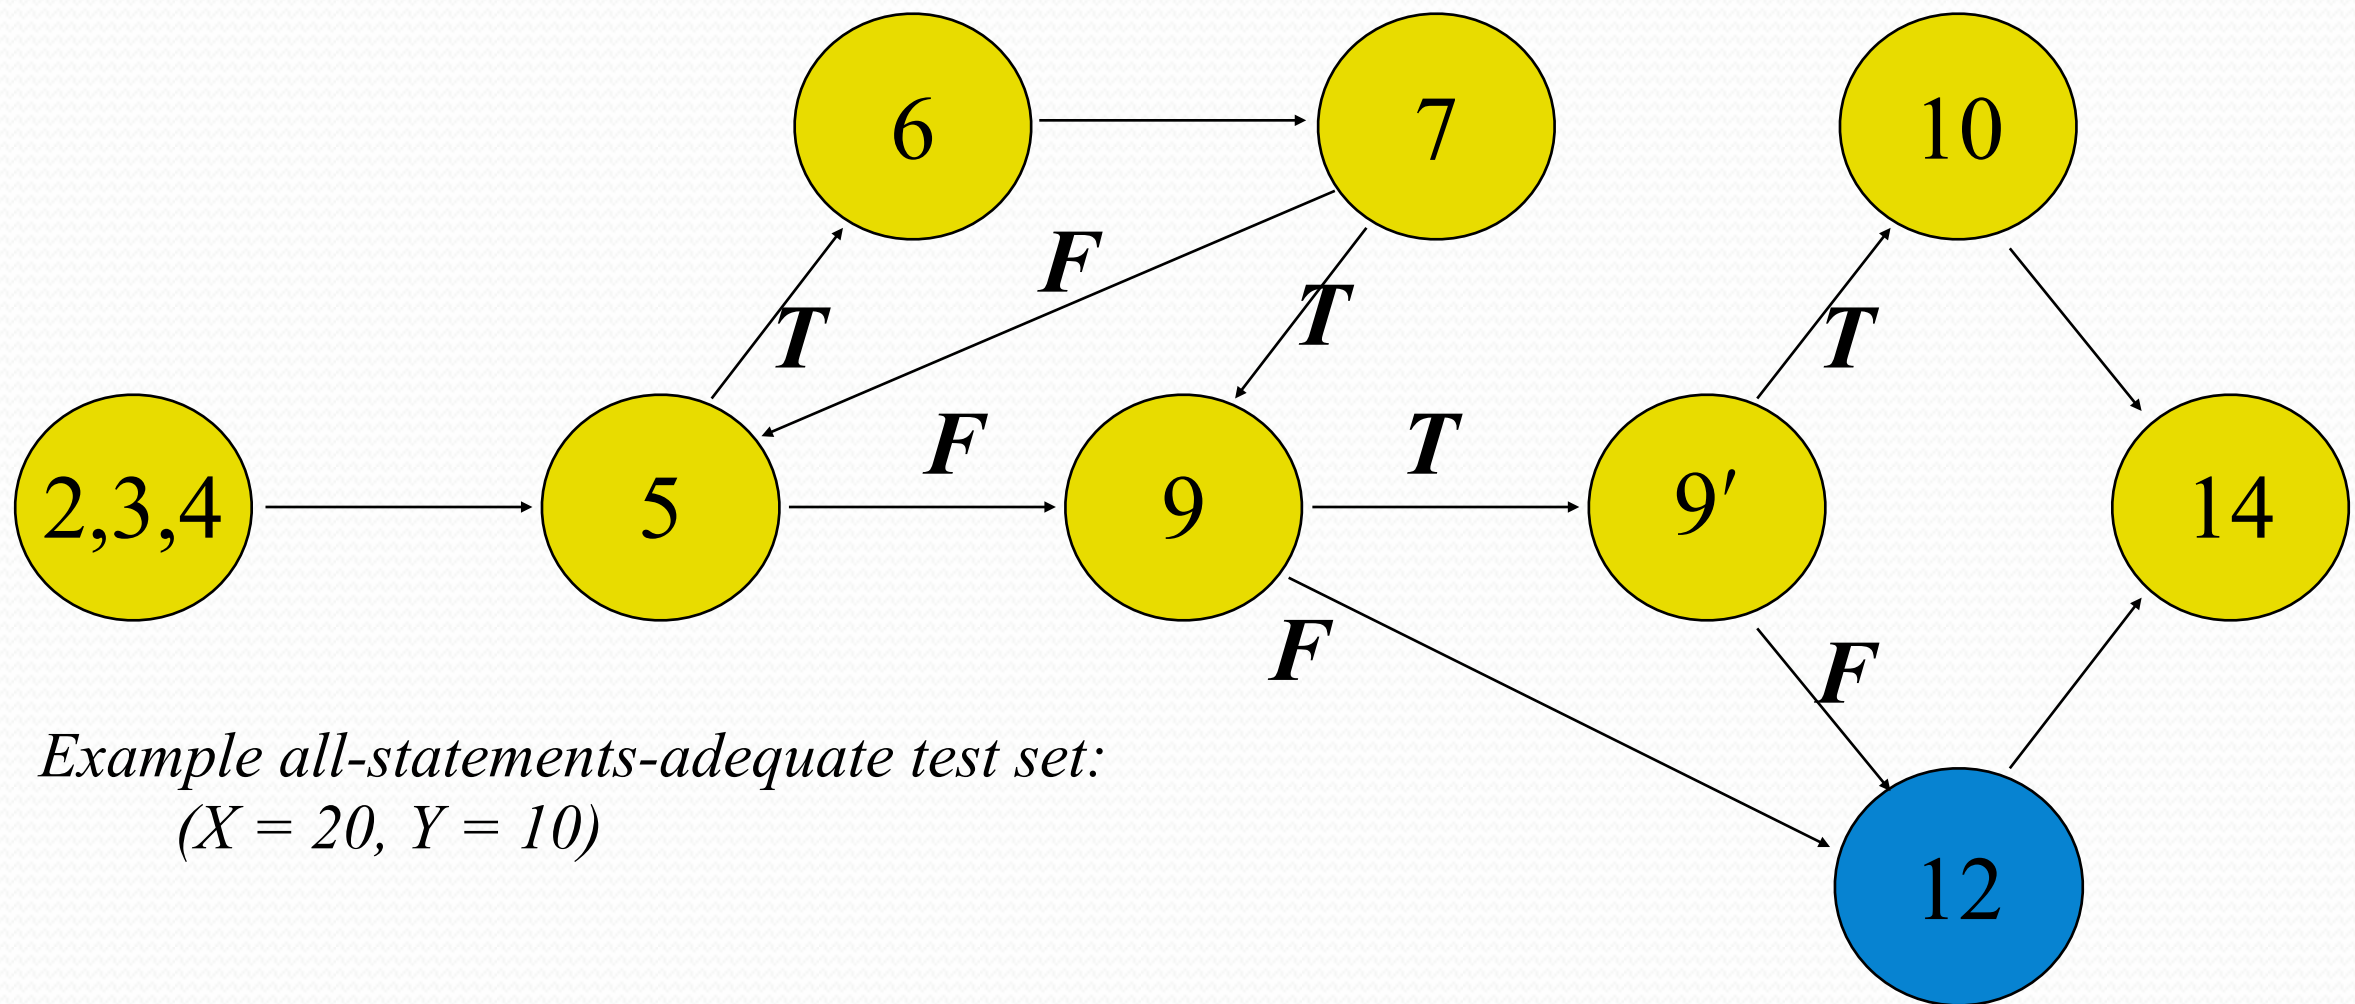 6
7
10
F
T
T
T
F
T
2,3,4
5
9
9′
14
F
F
Example all-statements-adequate test set:
(X = 20, Y = 10)
12